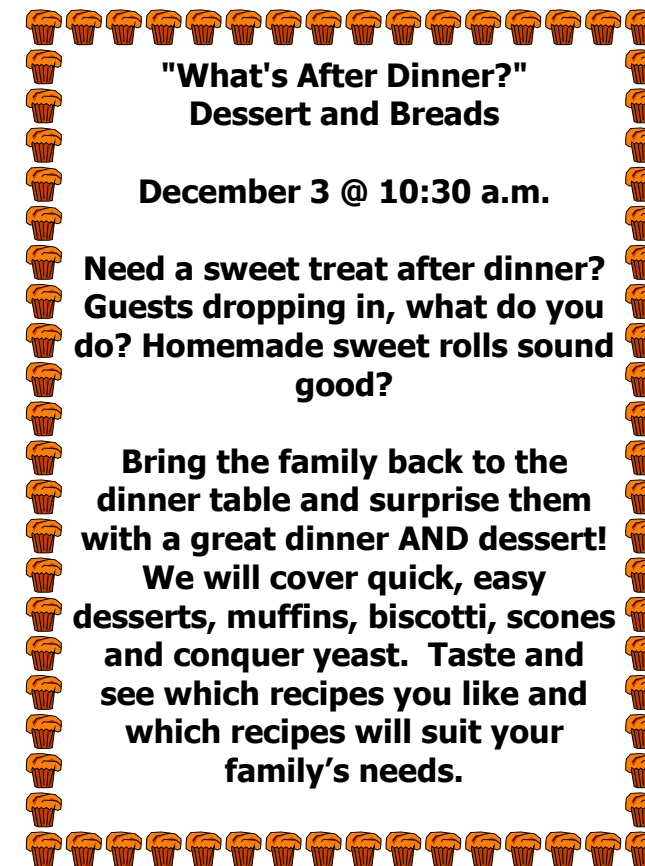 "What's After Dinner?"
Dessert and Breads
December 3 @ 10:30 a.m.
Need a sweet treat after dinner?
Guests dropping in, what do you
do? Homemade sweet rolls sound
good?
Bring the family back to the
dinner table and surprise them
with a great dinner AND dessert!
We will cover quick, easy
desserts, muffins, biscotti, scones
and conquer yeast.  Taste and
see which recipes you like and
which recipes will suit your
family’s needs.